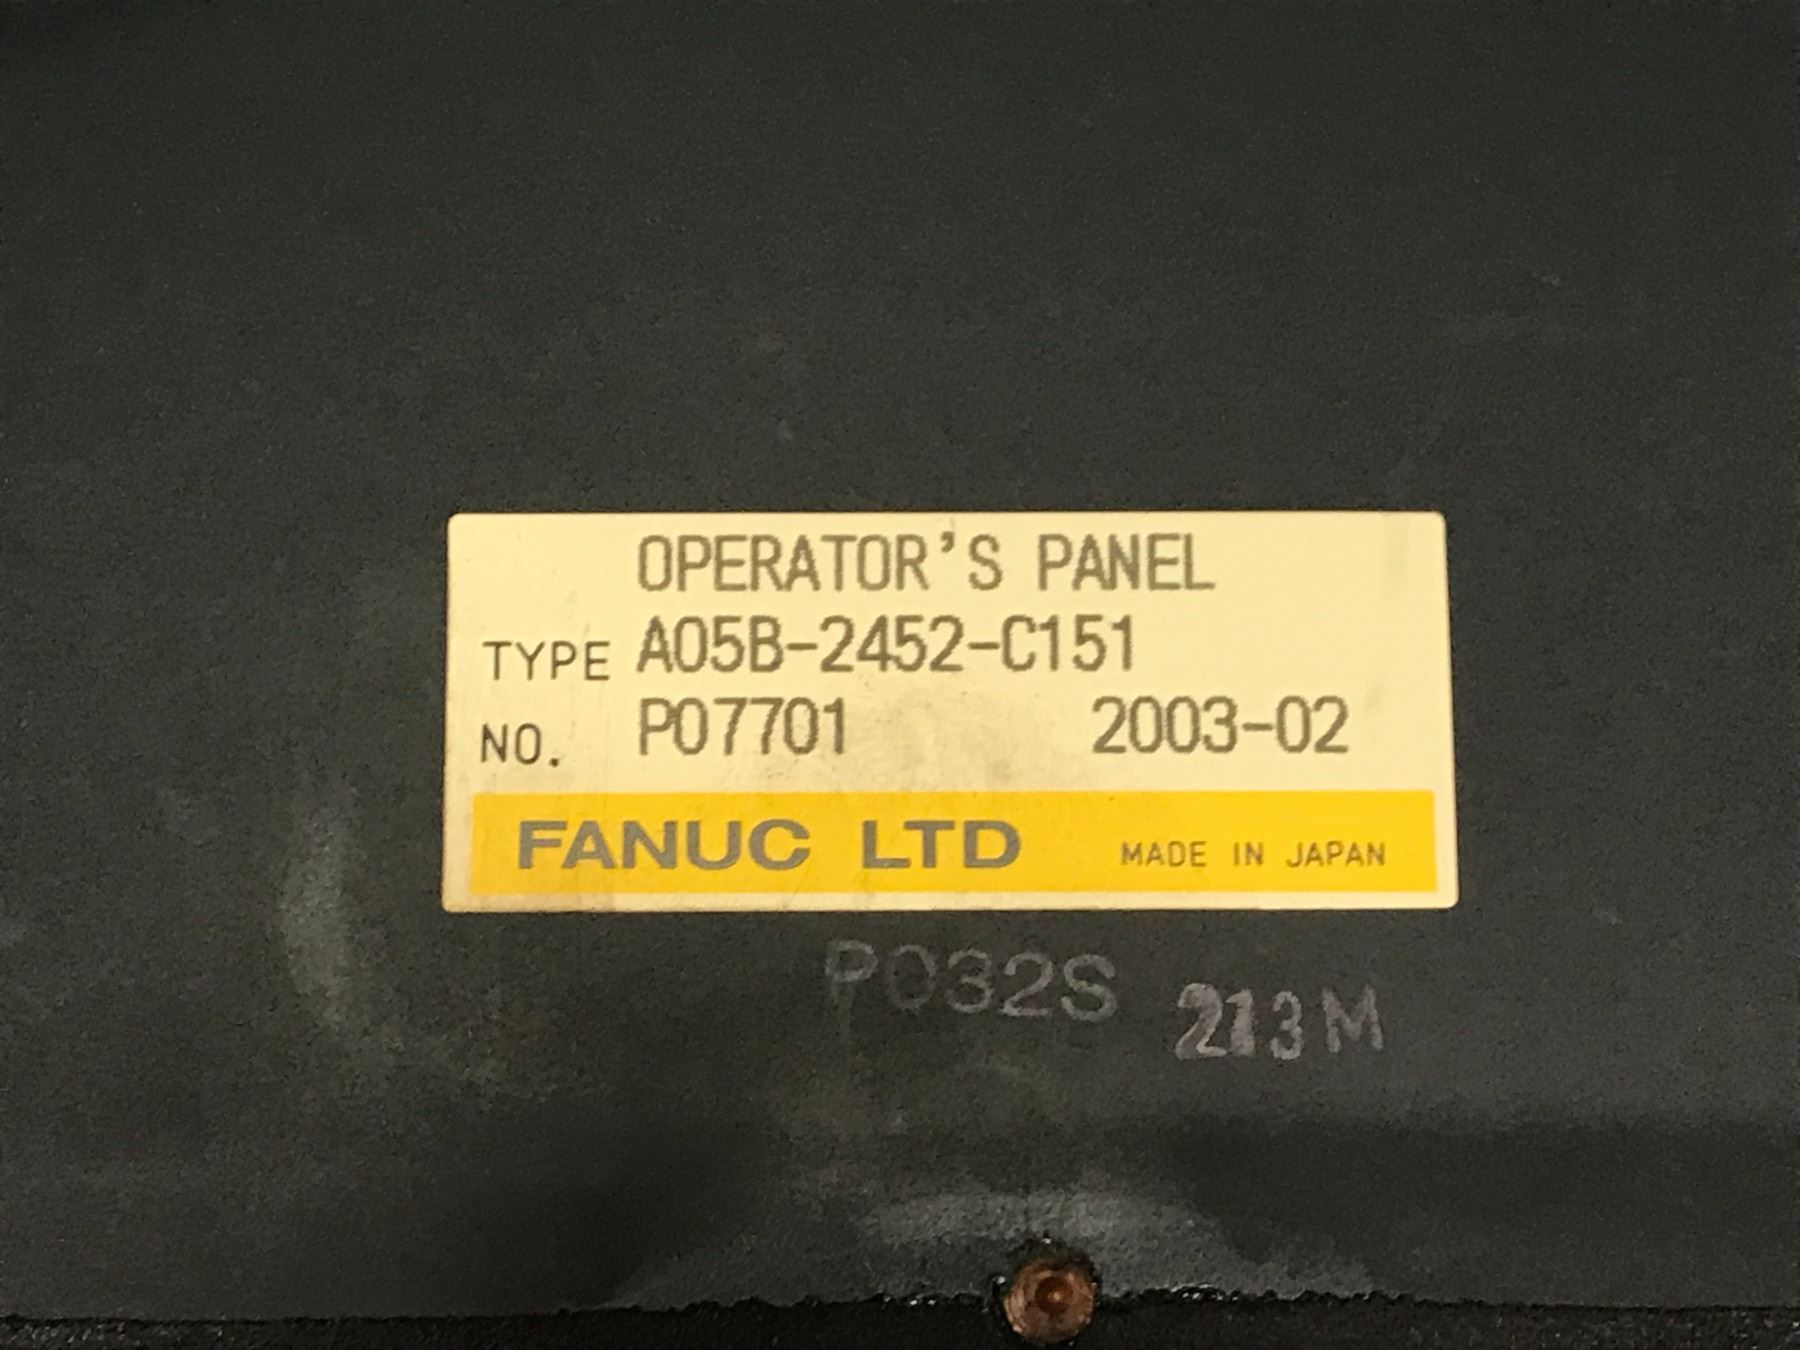 OPERATOR'S PANEL
TYPE A05B-2452-C151
NO. P07701 2003-02
FANUC LTD MADE IN JAPAN
P032S 213M